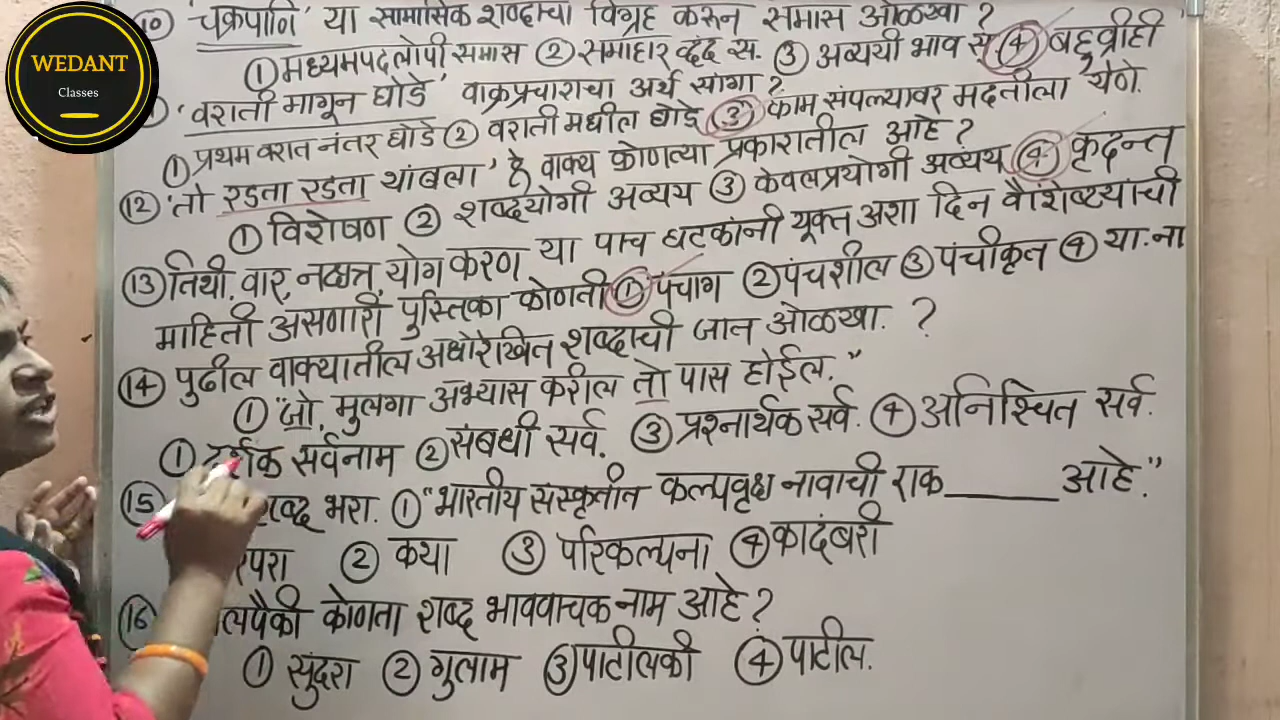 WEDANT
Classes
10 'चक्रपाणि' या सामासिक शब्दाचा विग्रह करून समास ओळखा ?
① मध्यमपदलोपी समास ② समाहार द्वंद्व स. ③ अव्ययी भाव स. ④ बहुव्रीही
'वराती मागून घोडे' वाक्प्रचाराचा अर्थ सांगा ?
① प्रथम वरात नंतर घोडे ② वराती मधील घोडे ③ काम संपल्यावर मदतीला येणे.
⑫ 'तो रडता रडता थांबला' हे वाक्य कोणत्या प्रकारातील आहे ?
① विशेषण ② शब्दयोगी अव्यय ③ केवलप्रयोगी अव्यय ④ कृदन्त
⑬ तिथी, वार, नक्षत्र, योग करण या पाच घटकांनी यूक्त अशा दिन वैशिष्ट्यांची
माहिती असणारी पुस्तिका कोणती ① पंचाग ② पंचशील ③ पंचीकृत ④ या.ना
⑭ पुढील वाक्यातील अधोरेखित शब्दाची जात ओळखा. ?
① "जो, मुलगा अभ्यास करील तो पास होईल."
① दर्शक सर्वनाम ② संबधी सर्व. ③ प्रश्नार्थक सर्व. ④ अनिश्चित सर्व.
⑮ शब्द भरा. ① "भारतीय संस्कृतीत कल्पवृक्ष नावाची राक______ आहे."
रंपरा ② कथा ③ परिकल्पना ④ कादंबरी
⑯ लपैकी कोणता शब्द भाववाचक नाम आहे ?
① सुंदरा ② गुलाम ③ पाटीलकी ④ पाटील.